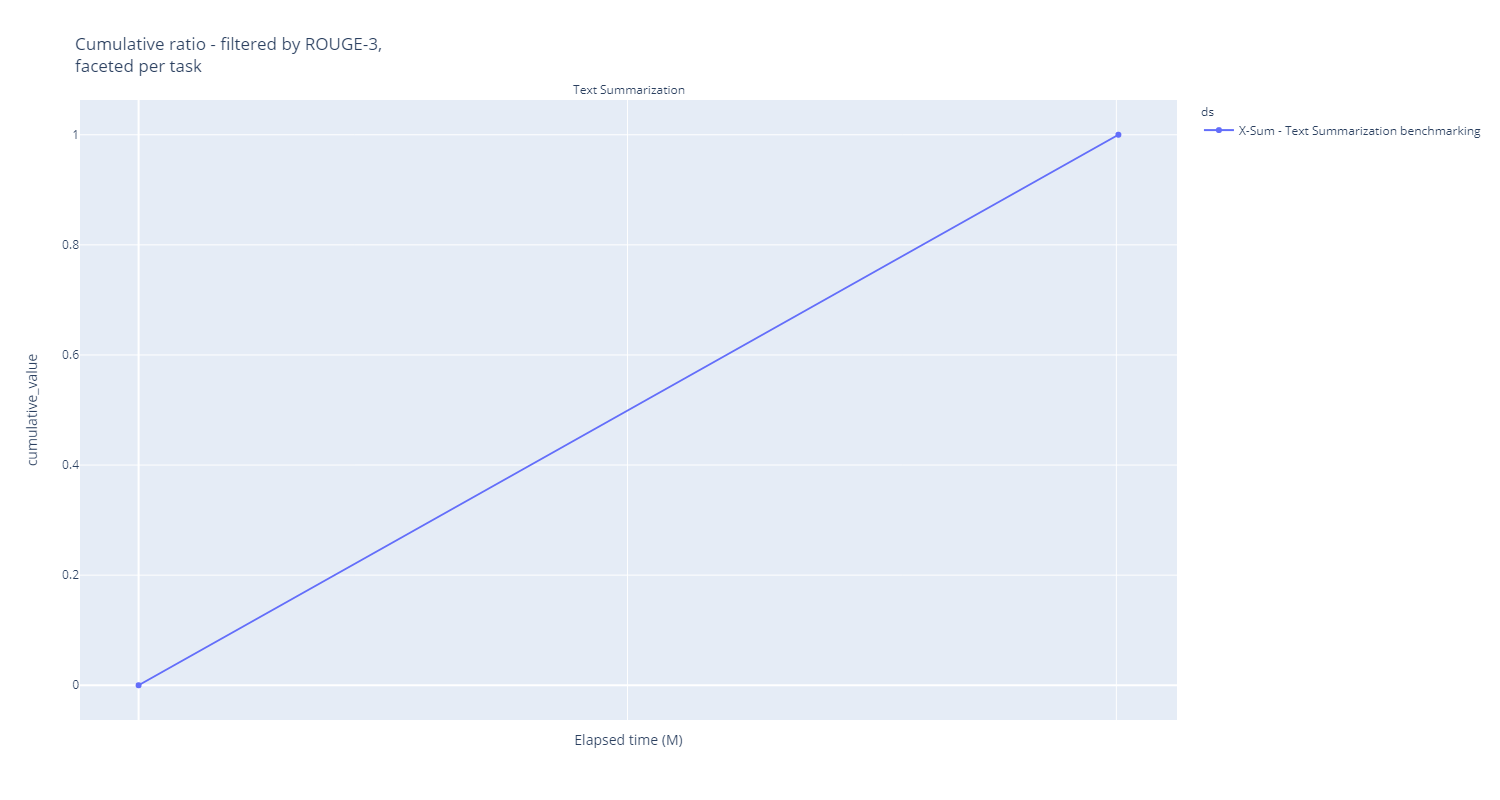 Cumulative ratio - filtered by ROUGE-3,
faceted per task
Text Summarization
ds
X-Sum - Text Summarization benchmarking
1
0.8
0.6
0.4
0.2
0
cumulative_value
Elapsed time (M)